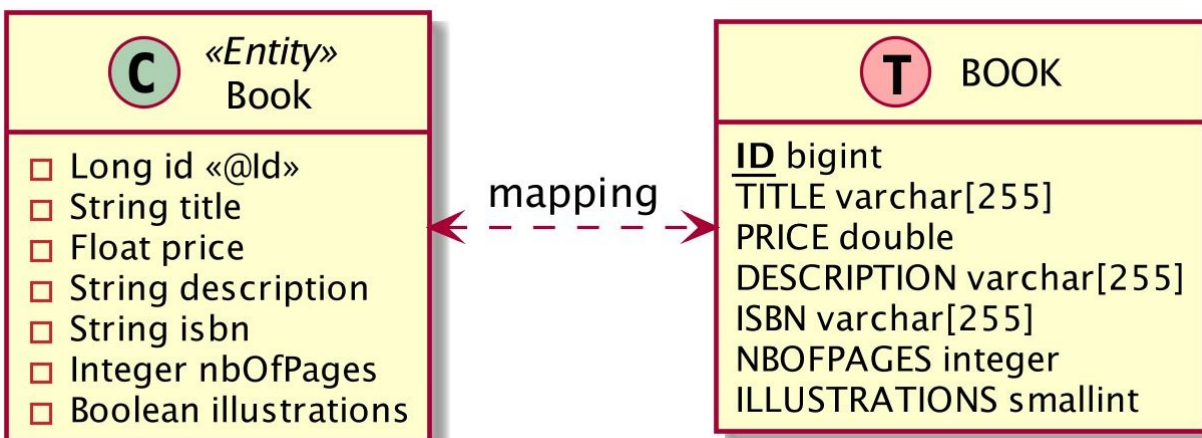 C
«Entity»
Book
Long id «@Id»
String title
Float price
String description
String isbn
Integer nbOfPages
Boolean illustrations
mapping
T
BOOK
ID bigint
TITLE varchar[255]
PRICE double
DESCRIPTION varchar[255]
ISBN varchar[255]
NBOFPAGES integer
ILLUSTRATIONS smallint